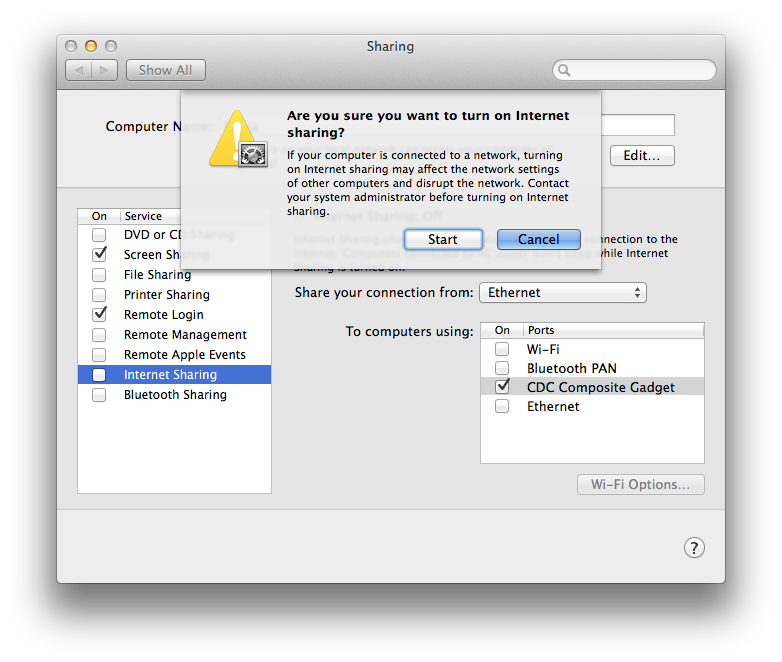 Sharing
Show All
Computer Name:
Edit...
Are you sure you want to turn on Internet
sharing?
If your computer is connected to a network, turning
on Internet sharing may affect the network settings
of other computers and disrupt the network. Contact
your system administrator before turning on Internet
sharing.
Start
Cancel
On Service
DVD or CD Sharing
Screen Sharing
File Sharing
Printer Sharing
Remote Login
Remote Management
Remote Apple Events
Internet Sharing
Bluetooth Sharing
Internet Sharing: Off
connection to the
Internet. Computers while Internet
Sharing is turned on.
Share your connection from: Ethernet
To computers using:
On Ports
Wi-Fi
Bluetooth PAN
CDC Composite Gadget
Ethernet
Wi-Fi Options...
?